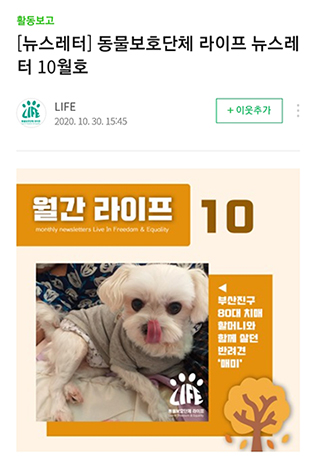 활동보고
[뉴스레터] 동물보호단체 라이프 뉴스레
터 10월호
LIFE
LIFE
2020. 10. 30. 15:45
+ 이웃추가
월간 라이프
monthly newsletters Live In Freedom & Equality
10
부산진구
80대 치매
할머니와
함께 살던
반려견
'해미'
LIFE
동물보호단체 라이프